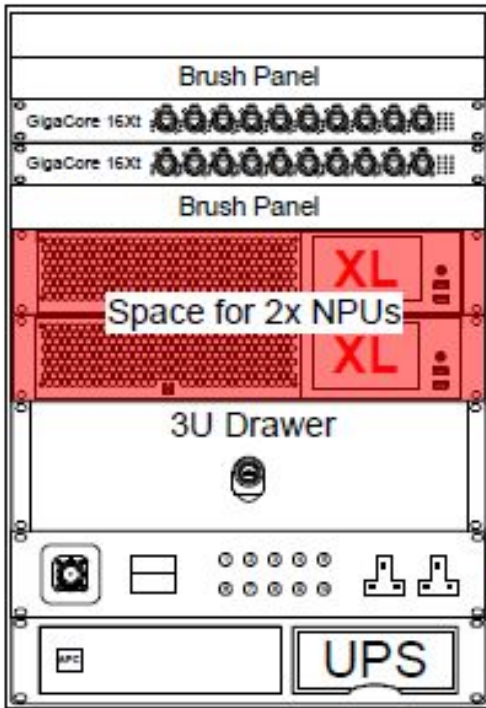 Brush Panel
GigaCore 16Xt
GigaCore 16Xt
Brush Panel
XL
Space for 2x NPUs
XL
3U Drawer
APC
UPS